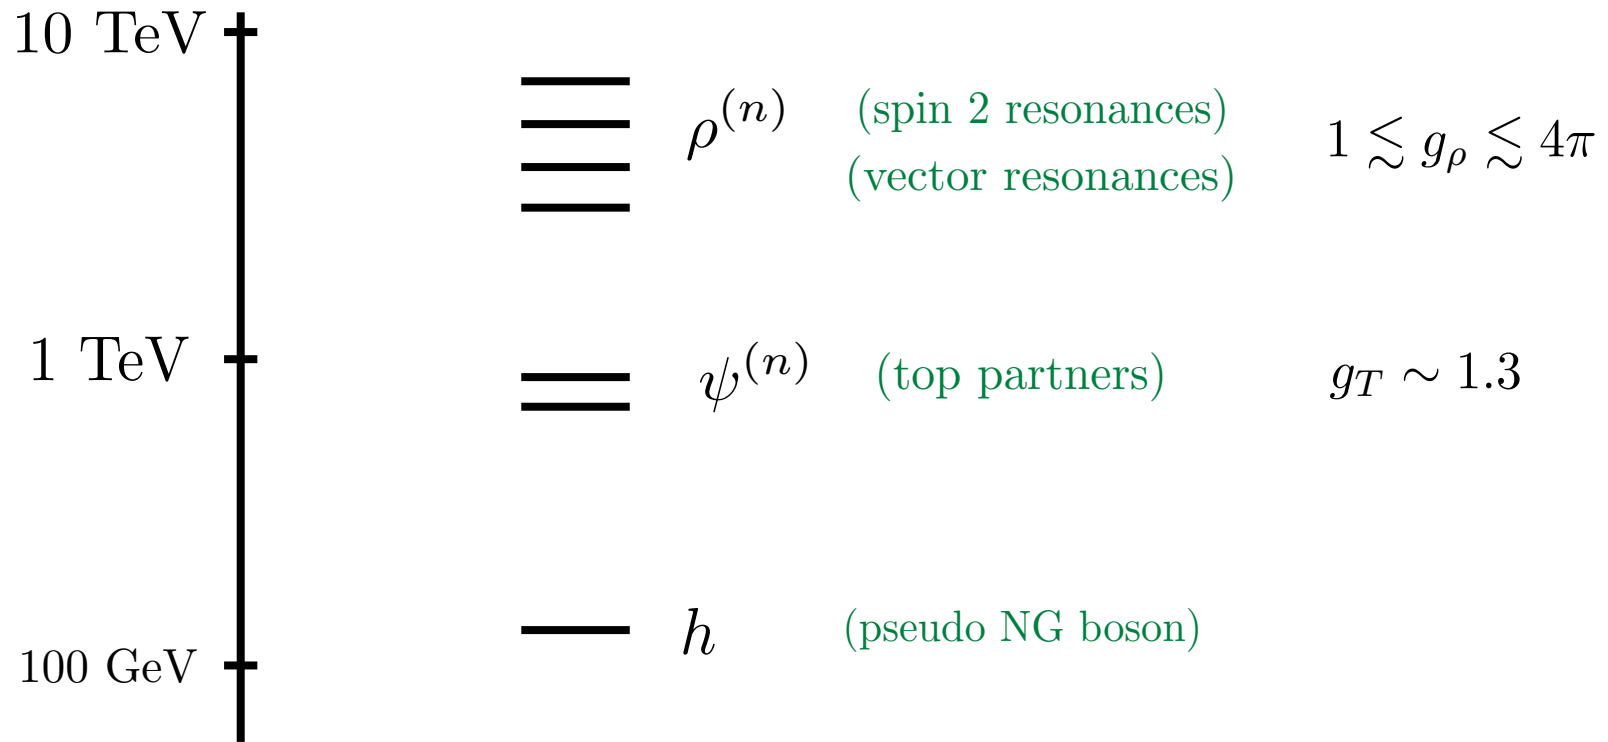 10 TeV
ρ⁽ⁿ⁾ (spin 2 resonances)
(vector resonances)
1 ≲ g_ρ ≲ 4π
1 TeV
ψ⁽ⁿ⁾ (top partners) g_T ∼ 1.3
h (pseudo NG boson)
100 GeV